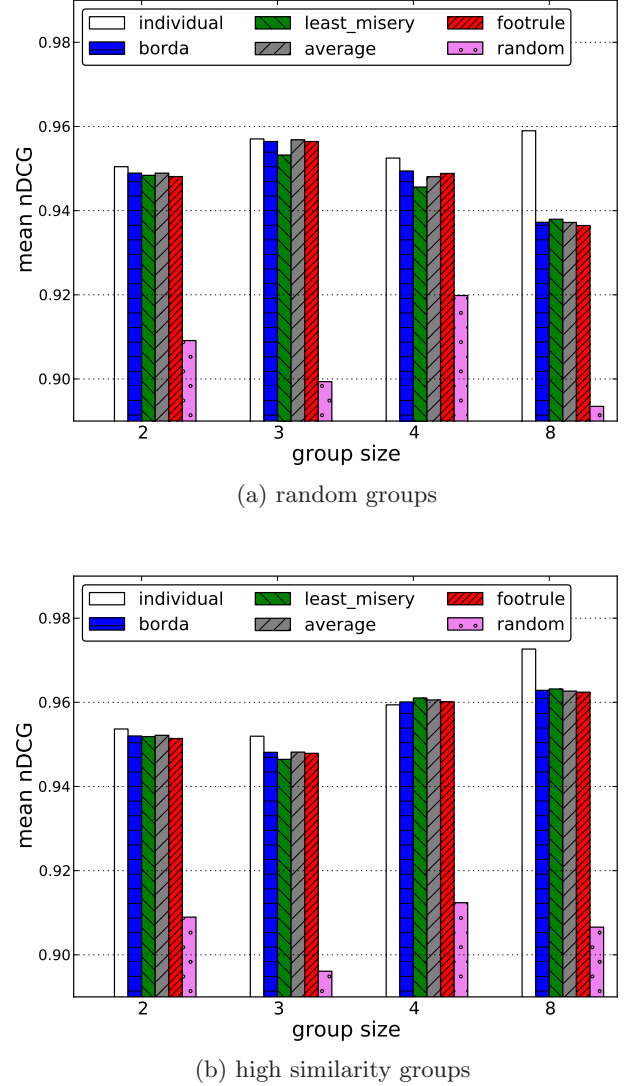 individual least_misery footrule
borda average random
0.98
0.96
0.94
0.92
0.90
mean nDCG
2 3 4 8
group size
(a) random groups
individual least_misery footrule
borda average random
0.98
0.96
0.94
0.92
0.90
mean nDCG
2 3 4 8
group size
(b) high similarity groups